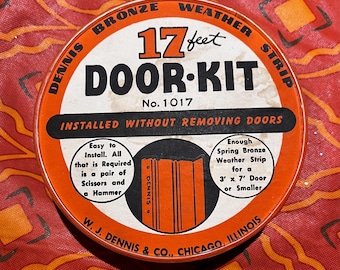 DENNIS BRONZE WEATHER STRIP
17 feet
DOOR·KIT
No. 1017
INSTALLED WITHOUT REMOVING DOORS
Easy to
Install. All
that is Required
is a pair of
Scissors and
a Hammer
DENNIS
Enough
Spring Bronze
Weather Strip
for a
3' x 7' Door
or Smaller
W. J. DENNIS & CO., CHICAGO, ILLINOIS